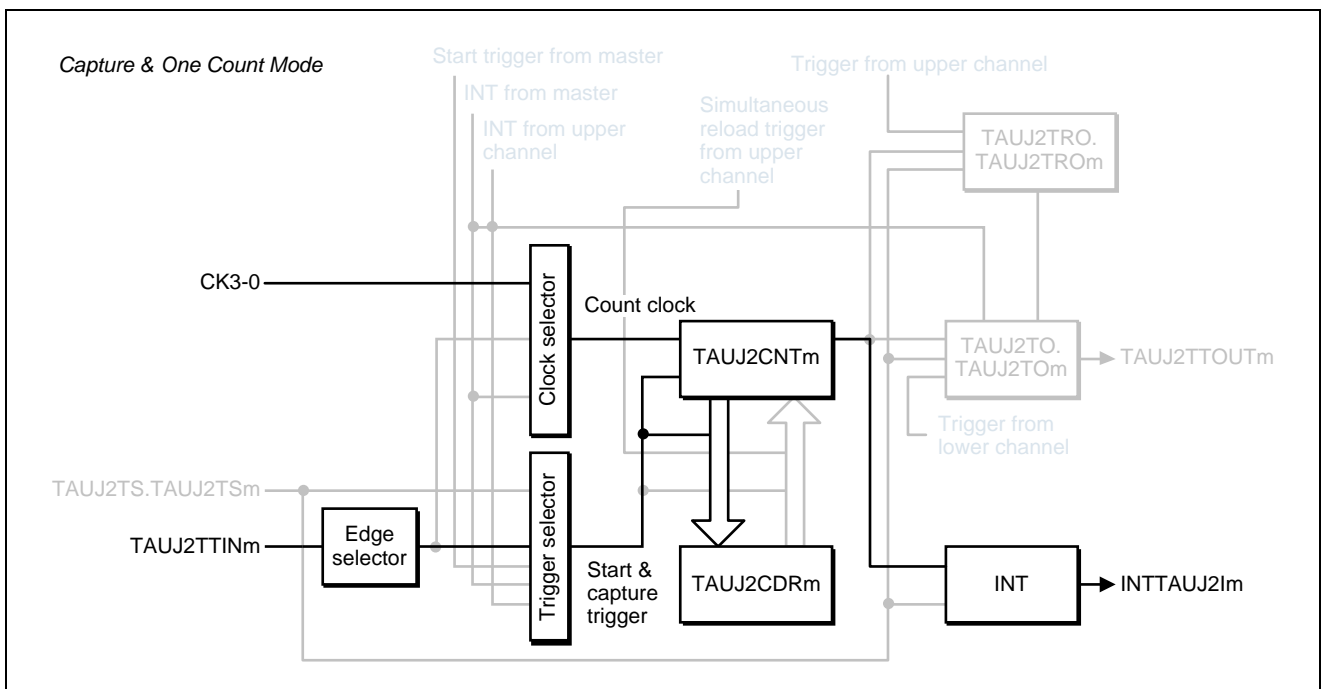 Capture & One Count Mode
Start trigger from master
INT from master
INT from upper
channel
Simultaneous
reload trigger
from upper
channel
Trigger from upper channel
TAUJ2TRO.
TAUJ2TROm
CK3-0
Clock selector
Count clock
TAUJ2CNTm
TAUJ2TO.
TAUJ2TOm
TAUJ2TTOUTm
Trigger from
lower channel
TAUJ2TS.TAUJ2TSm
TAUJ2TTINm
Edge
selector
Trigger selector
Start &
capture
trigger
TAUJ2CDRm
INT
INTTAUJ2Im